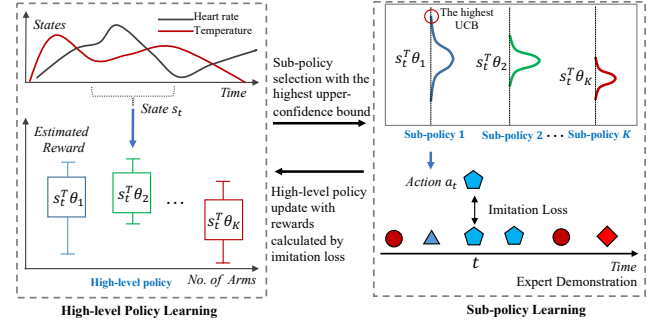 States
Heart rate
Temperature
Time
State s_t
Estimated
Reward
s_t^T θ_1
s_t^T θ_2
...
s_t^T θ_K
High-level policy
No. of Arms
High-level Policy Learning
Sub-policy
selection with the
highest upper-
confidence bound
High-level policy
update with
rewards
calculated by
imitation loss
The highest
UCB
s_t^T θ_1
s_t^T θ_2
s_t^T θ_K
Sub-policy 1
Sub-policy 2 ... Sub-policy K
Action a_t
Imitation Loss
t
Time
Expert Demonstration
Sub-policy Learning